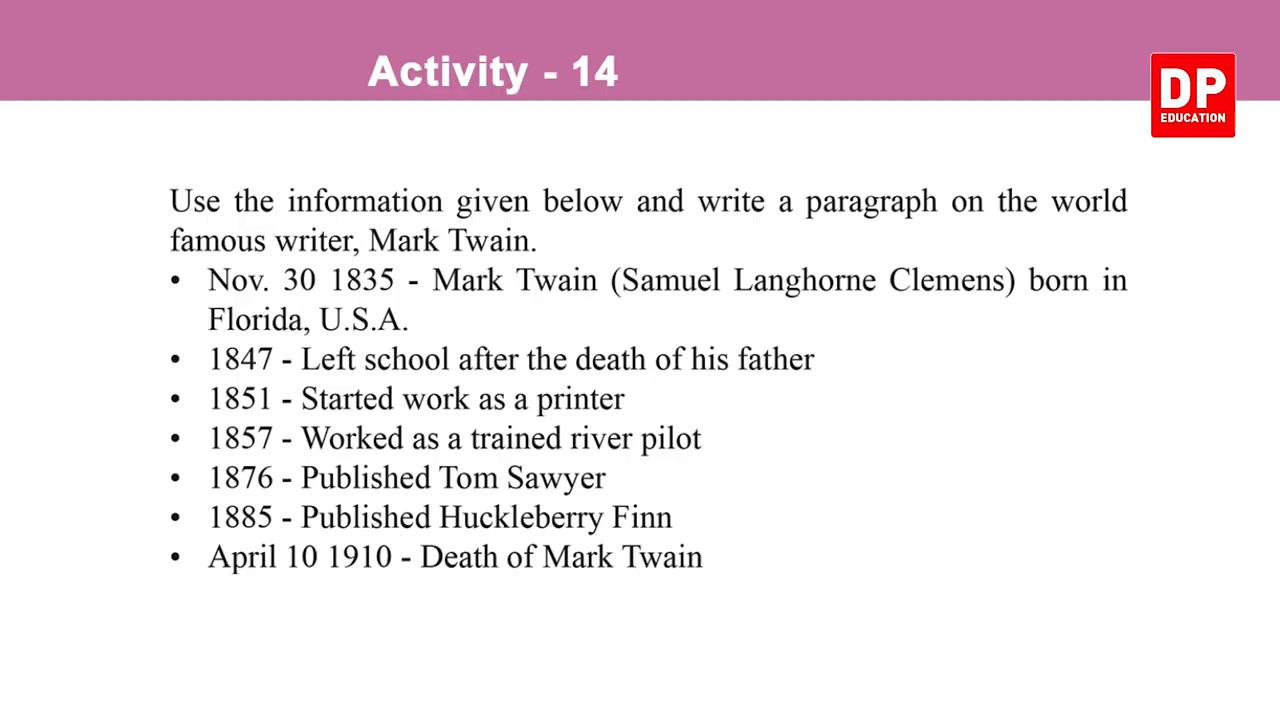 Activity - 14
DP
EDUCATION
Use the information given below and write a paragraph on the world
famous writer, Mark Twain.
• Nov. 30 1835 - Mark Twain (Samuel Langhorne Clemens) born in
Florida, U.S.A.
• 1847 - Left school after the death of his father
• 1851 - Started work as a printer
• 1857 - Worked as a trained river pilot
• 1876 - Published Tom Sawyer
• 1885 - Published Huckleberry Finn
• April 10 1910 - Death of Mark Twain